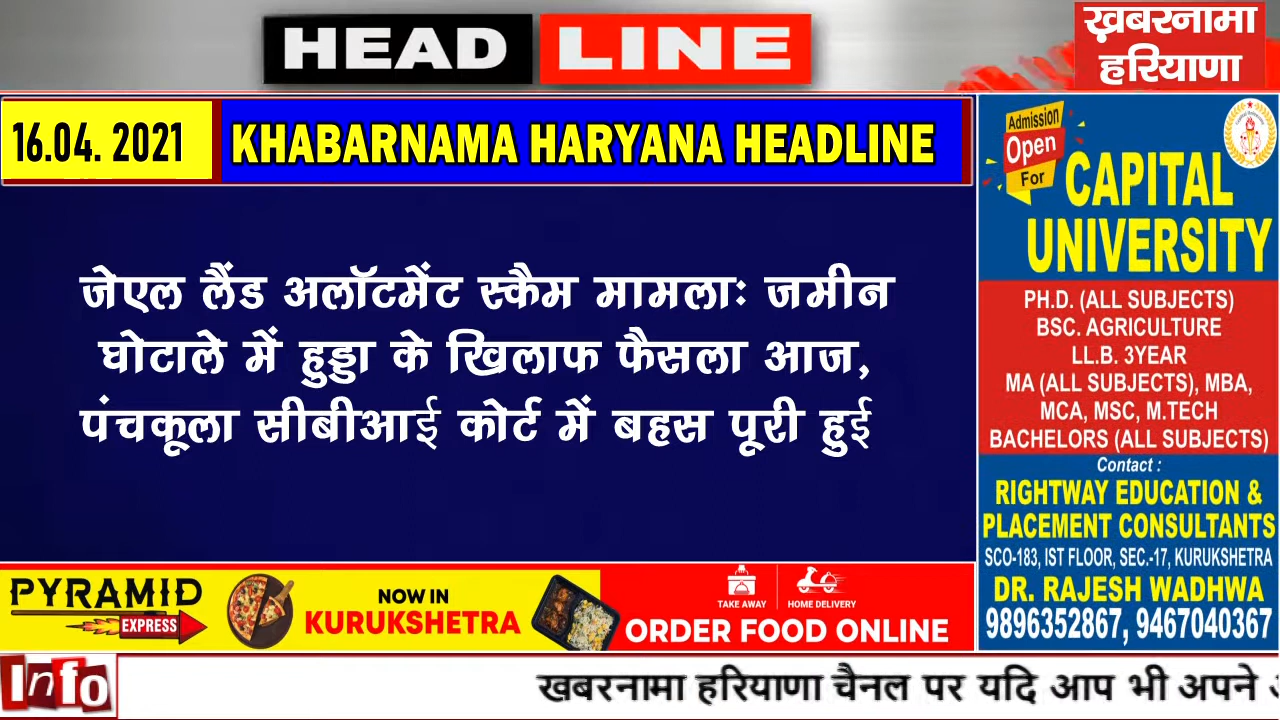 HEAD LINE
ख़बरनामा
हरियाणा
16.04. 2021
KHABARNAMA HARYANA HEADLINE
जेएल लैंड अलॉटमेंट स्कैम मामलाः जमीन
घोटाले में हुड्डा के खिलाफ फैसला आज,
पंचकूला सीबीआई कोर्ट में बहस पूरी हुई
Admission
Open
For
CAPITAL
UNIVERSITY
PH.D. (ALL SUBJECTS)
BSC. AGRICULTURE
LL.B. 3YEAR
MA (ALL SUBJECTS), MBA,
MCA, MSC, M.TECH
BACHELORS (ALL SUBJECTS)
Contact :
RIGHTWAY EDUCATION &
PLACEMENT CONSULTANTS
SCO-183, IST FLOOR, SEC.-17, KURUKSHETRA
DR. RAJESH WADHWA
9896352867, 9467040367
PYRAMID
EXPRESS
NOW IN
KURUKSHETRA
TAKE AWAY
HOME DELIVERY
ORDER FOOD ONLINE
Info
खबरनामा हरियाणा चैनल पर यदि आप भी अपने